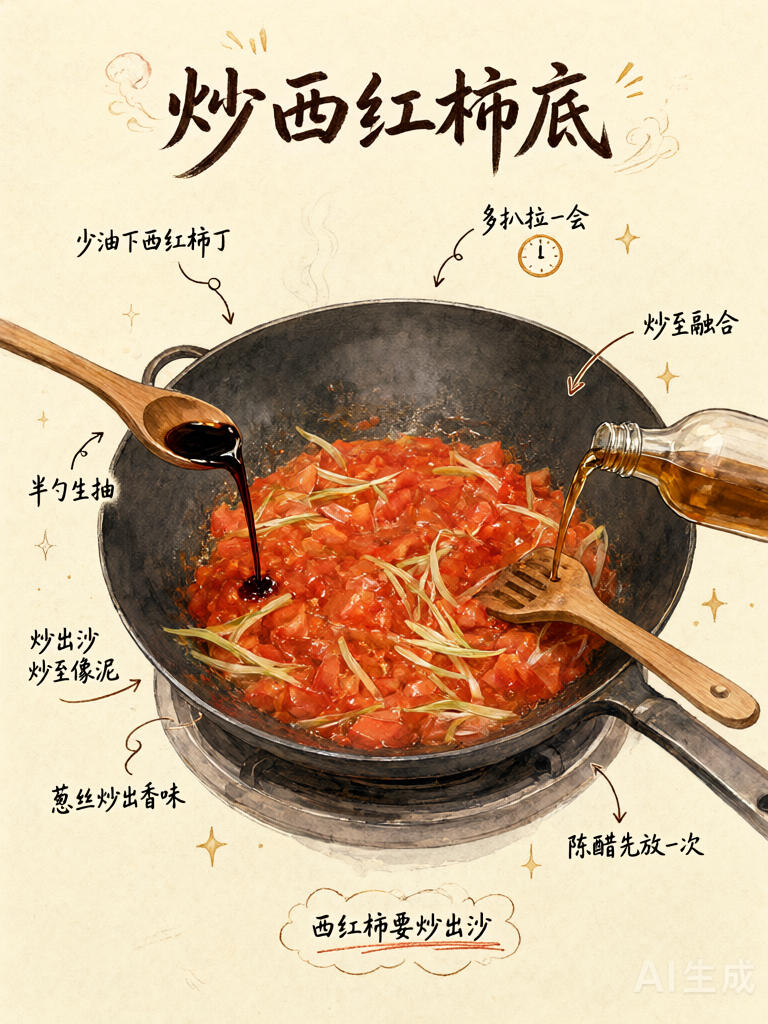 炒西红柿底
少油下西红柿丁
多扒拉一会
炒至融合
半勺生抽
炒出沙
炒至像泥
葱丝炒出香味
陈醋先放一次
西红柿要炒出沙
AI生成